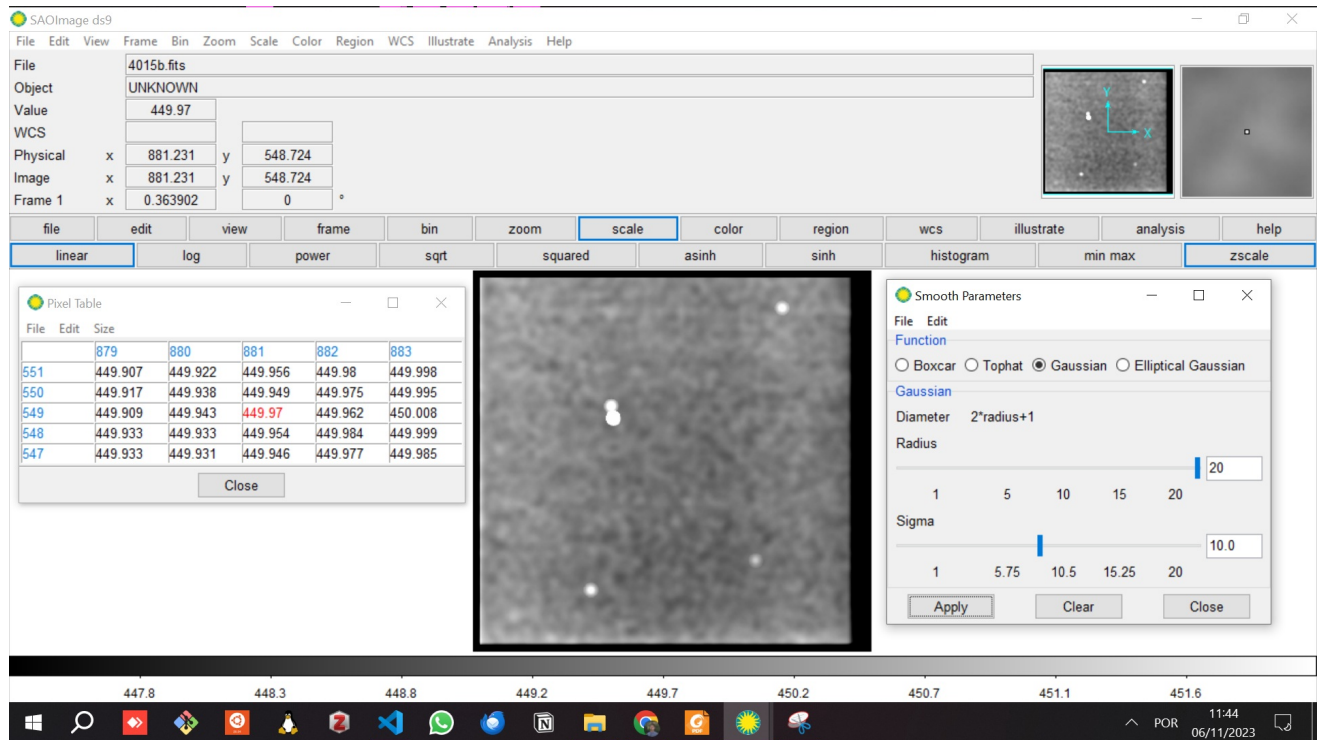 SAOImage ds9
File Edit View Frame Bin Zoom Scale Color Region WCS Illustrate Analysis Help
File 4015b.fits
Object UNKNOWN
Value 449.97
WCS
Physical x 881.231 y 548.724
Image x 881.231 y 548.724
Frame 1 x 0.363902 0 °
Y
X
file edit view frame bin zoom scale color region wcs illustrate analysis help
linear log power sqrt squared asinh sinh histogram min max zscale
Pixel Table
File Edit Size
879 880 881 882 883
551 449.907 449.922 449.956 449.98 449.998
550 449.917 449.938 449.949 449.975 449.995
549 449.909 449.943 449.97 449.962 450.008
548 449.933 449.933 449.954 449.984 449.999
547 449.933 449.931 449.946 449.977 449.985
Close
Smooth Parameters
File Edit
Function
Boxcar Tophat Gaussian Elliptical Gaussian
Gaussian
Diameter 2*radius+1
Radius
20
1 5 10 15 20
Sigma
10.0
1 5.75 10.5 15.25 20
Apply Clear Close
447.8 448.3 448.8 449.2 449.7 450.2 450.7 451.1 451.6
POR
11:44
06/11/2023